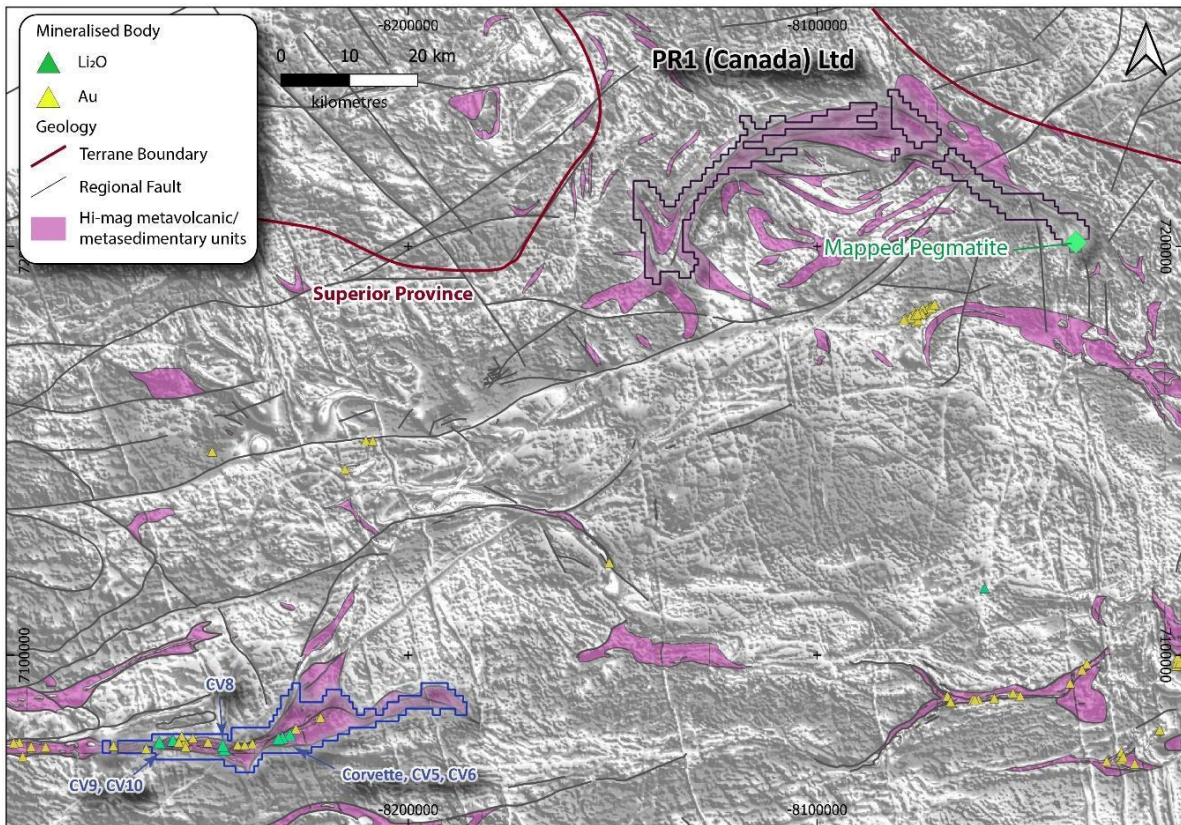 Mineralised Body
Li₂O
Au
Geology
Terrane Boundary
Regional Fault
Hi-mag metavolcanic/
metasedimentary units
-8200000
-8100000
0 10 20 km
kilometres
PR1 (Canada) Ltd
7200000
Mapped Pegmatite
Superior Province
7100000
7100000
CV8
CV9, CV10
Corvette, CV5, CV6
-8200000
-8100000